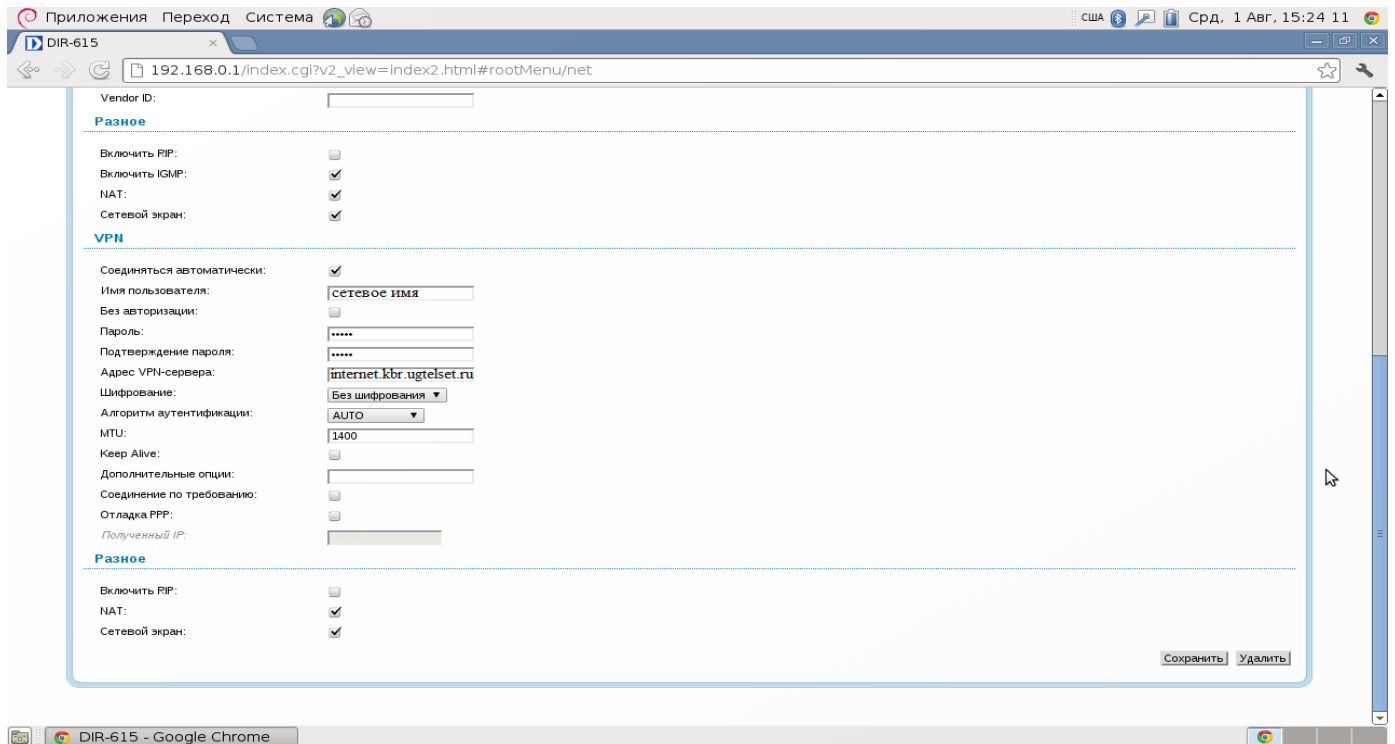 Приложения Переход Система США Срд, 1 Авг, 15:24 11
DIR-615
192.168.0.1/index.cgi?v2_view=index2.html#rootMenu/net
Vendor ID:
Разное
Включить RIP:
Включить IGMP:
NAT:
Сетевой экран:
VPN
Соединяться автоматически:
Имя пользователя: сетевое имя
Без авторизации:
Пароль: •••••
Подтверждение пароля: •••••
Адрес VPN-сервера: internet.kbr.ugtelset.ru
Шифрование: Без шифрования
Алгоритм аутентификации: AUTO
MTU: 1400
Keep Alive:
Дополнительные опции:
Соединение по требованию:
Отладка PPP:
Полученный IP:
Разное
Включить RIP:
NAT:
Сетевой экран:
Сохранить Удалить
DIR-615 - Google Chrome